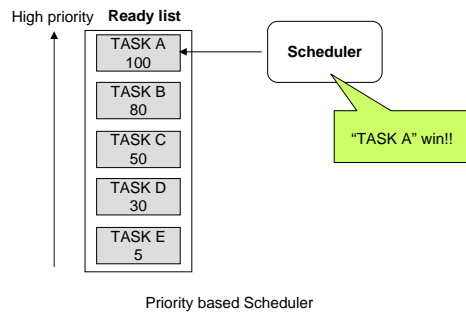 High priority
Ready list
TASK A
100
TASK B
80
TASK C
50
TASK D
30
TASK E
5
Scheduler
“TASK A” win!!
Priority based Scheduler